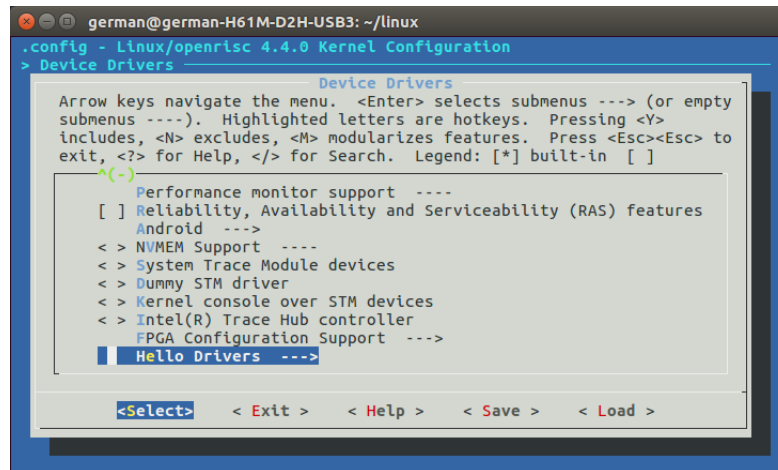 german@german-H61M-D2H-USB3: ~/linux
.config - Linux/openrisc 4.4.0 Kernel Configuration
> Device Drivers
Device Drivers
Arrow keys navigate the menu.  <Enter> selects submenus ---> (or empty
submenus ----).  Highlighted letters are hotkeys.  Pressing <Y>
includes, <N> excludes, <M> modularizes features.  Press <Esc><Esc> to
exit, <?> for Help, </> for Search.  Legend: [*] built-in  [ ]
^(-)
Performance monitor support  ----
[ ] Reliability, Availability and Serviceability (RAS) features
Android  --->
< > NVMEM Support  ----
< > System Trace Module devices
< > Dummy STM driver
< > Kernel console over STM devices
< > Intel(R) Trace Hub controller
FPGA Configuration Support  --->
Hello Drivers  --->
<Select>    < Exit >    < Help >    < Save >    < Load >